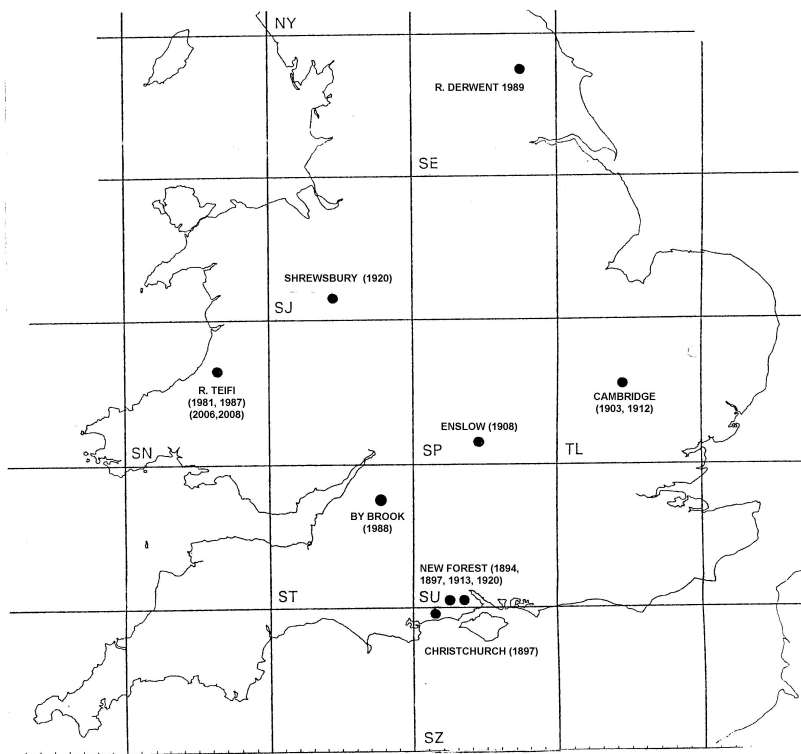 NY
R. DERWENT 1989
SE
SHREWSBURY (1920)
SJ
R. TEIFI
(1981, 1987)
(2006,2008)
CAMBRIDGE
(1903, 1912)
ENSLOW (1908)
SN
SP
TL
BY BROOK
(1988)
NEW FOREST (1894,
1897, 1913, 1920)
ST
SU
CHRISTCHURCH (1897)
SZ